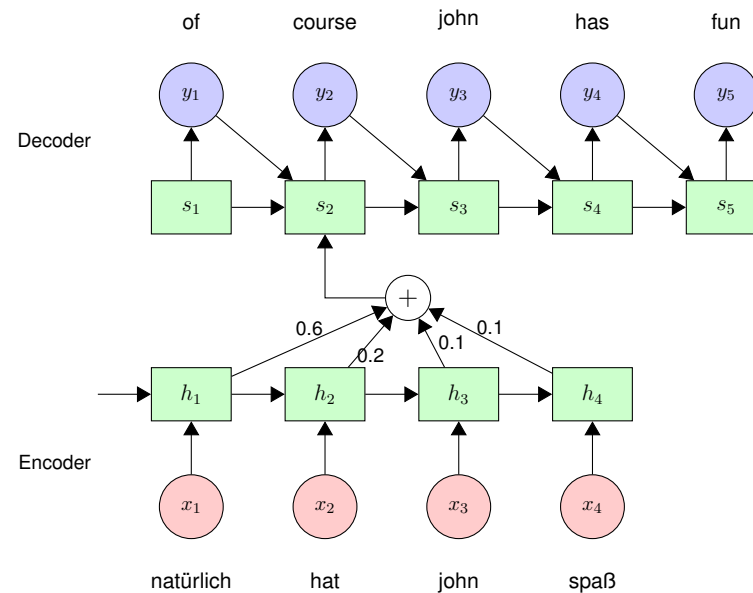 of course john has fun
y₁ y₂ y₃ y₄ y₅
Decoder
s₁ s₂ s₃ s₄ s₅
+
0.6 0.2 0.1 0.1
h₁ h₂ h₃ h₄
Encoder
x₁ x₂ x₃ x₄
natürlich hat john spaß